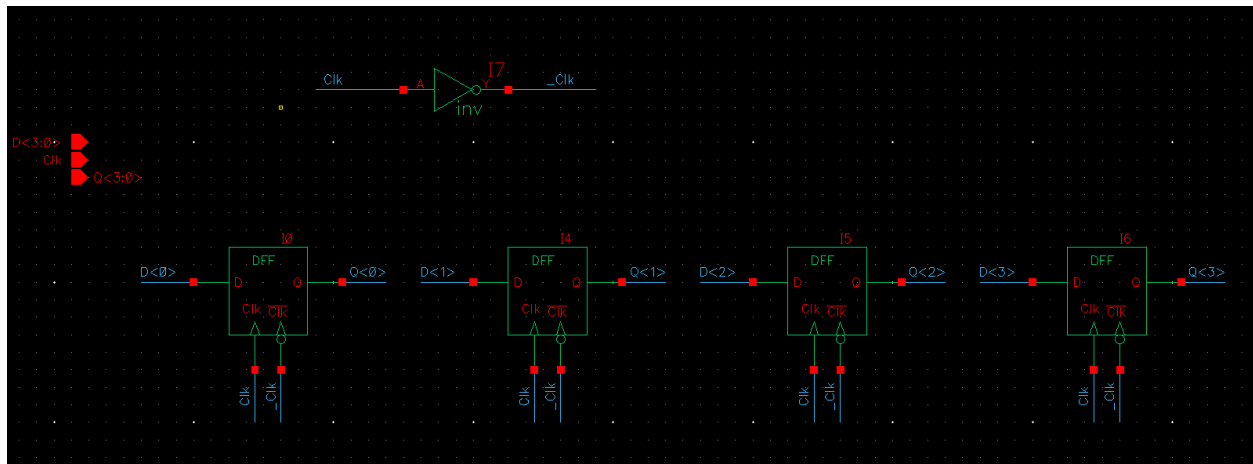 I7
Clk A Y _Clk
inv
D<3:0>
Clk
Q<3:0>
I0 I4 I5 I6
DFF DFF DFF DFF
D<0> D Q Q<0> D<1> D Q Q<1> D<2> D Q Q<2> D<3> D Q Q<3>
Clk Clk Clk Clk Clk Clk Clk Clk
Clk _Clk Clk _Clk Clk _Clk Clk _Clk